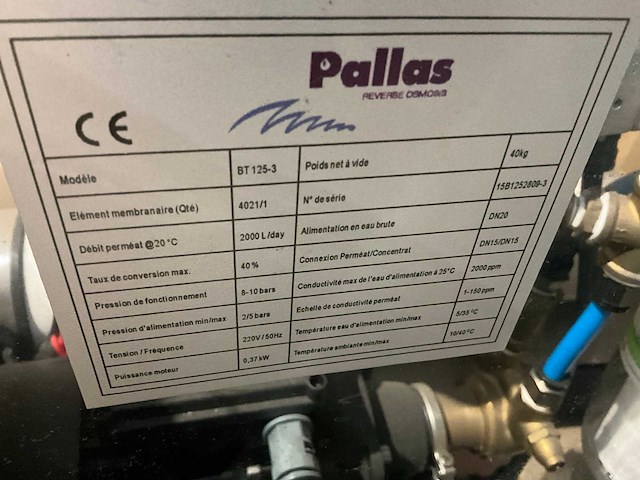 Pallas
REVERSE OSMOSIS
CE
Modèle BT 125-3 Poids net à vide 40kg
Elément membranaire (Qté) 4021/1 N° de série 15B1252809-3
Débit perméat @20 °C 2000 L/day Alimentation en eau brute DN20
Taux de conversion max. 40 % Connexion Perméat/Concentrat DN15/DN15
Pression de fonctionnement 8-10 bars Conductivité max de l'eau d'alimentation à 25°C 2000 ppm
Pression d'alimentation min/max 2/5 bars Echelle de conductivité perméat 1-150 ppm
Tension / Fréquence 220V / 50Hz Température eau d'alimentation min/max 5/35 °C
Puissance moteur 0,37 kW Température ambiante min/max 10/40 °C